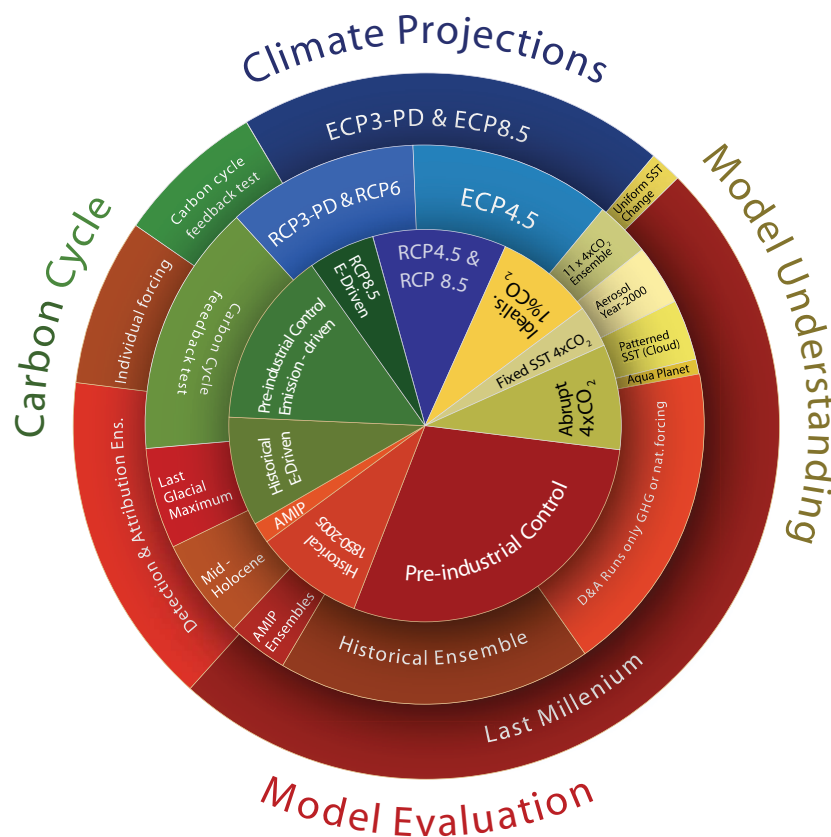 Climate Projections
Carbon Cycle
Model Understanding
Model Evaluation
ECP3-PD & ECP8.5
Uniform SST
Change
Last Millenium
Detection & Attribution Ens.
Individual forcing
Carbon cycle
feedback test
RCP3-PD & RCP6
ECP4.5
11 x 4xCO2
Ensemble
Aerosol
Year-2000
Patterned
SST (Cloud)
Aqua Planet
D&A Runs only GHG or nat.forcing
Historical Ensemble
AMIP
Ensembles
Mid -
Holocene
Last
Glacial
Maximum
Carbon Cycle
feeedback test
RCP4.5 &
RCP 8.5
Idealis.
1%CO2
Fixed SST 4xCO2
Abrupt
4xCO2
Pre-industrial Control
Historical
1850-2005
AMIP
Historical
E-Driven
Pre-industrial Control
Emission - driven
RCP8.5
E-Driven